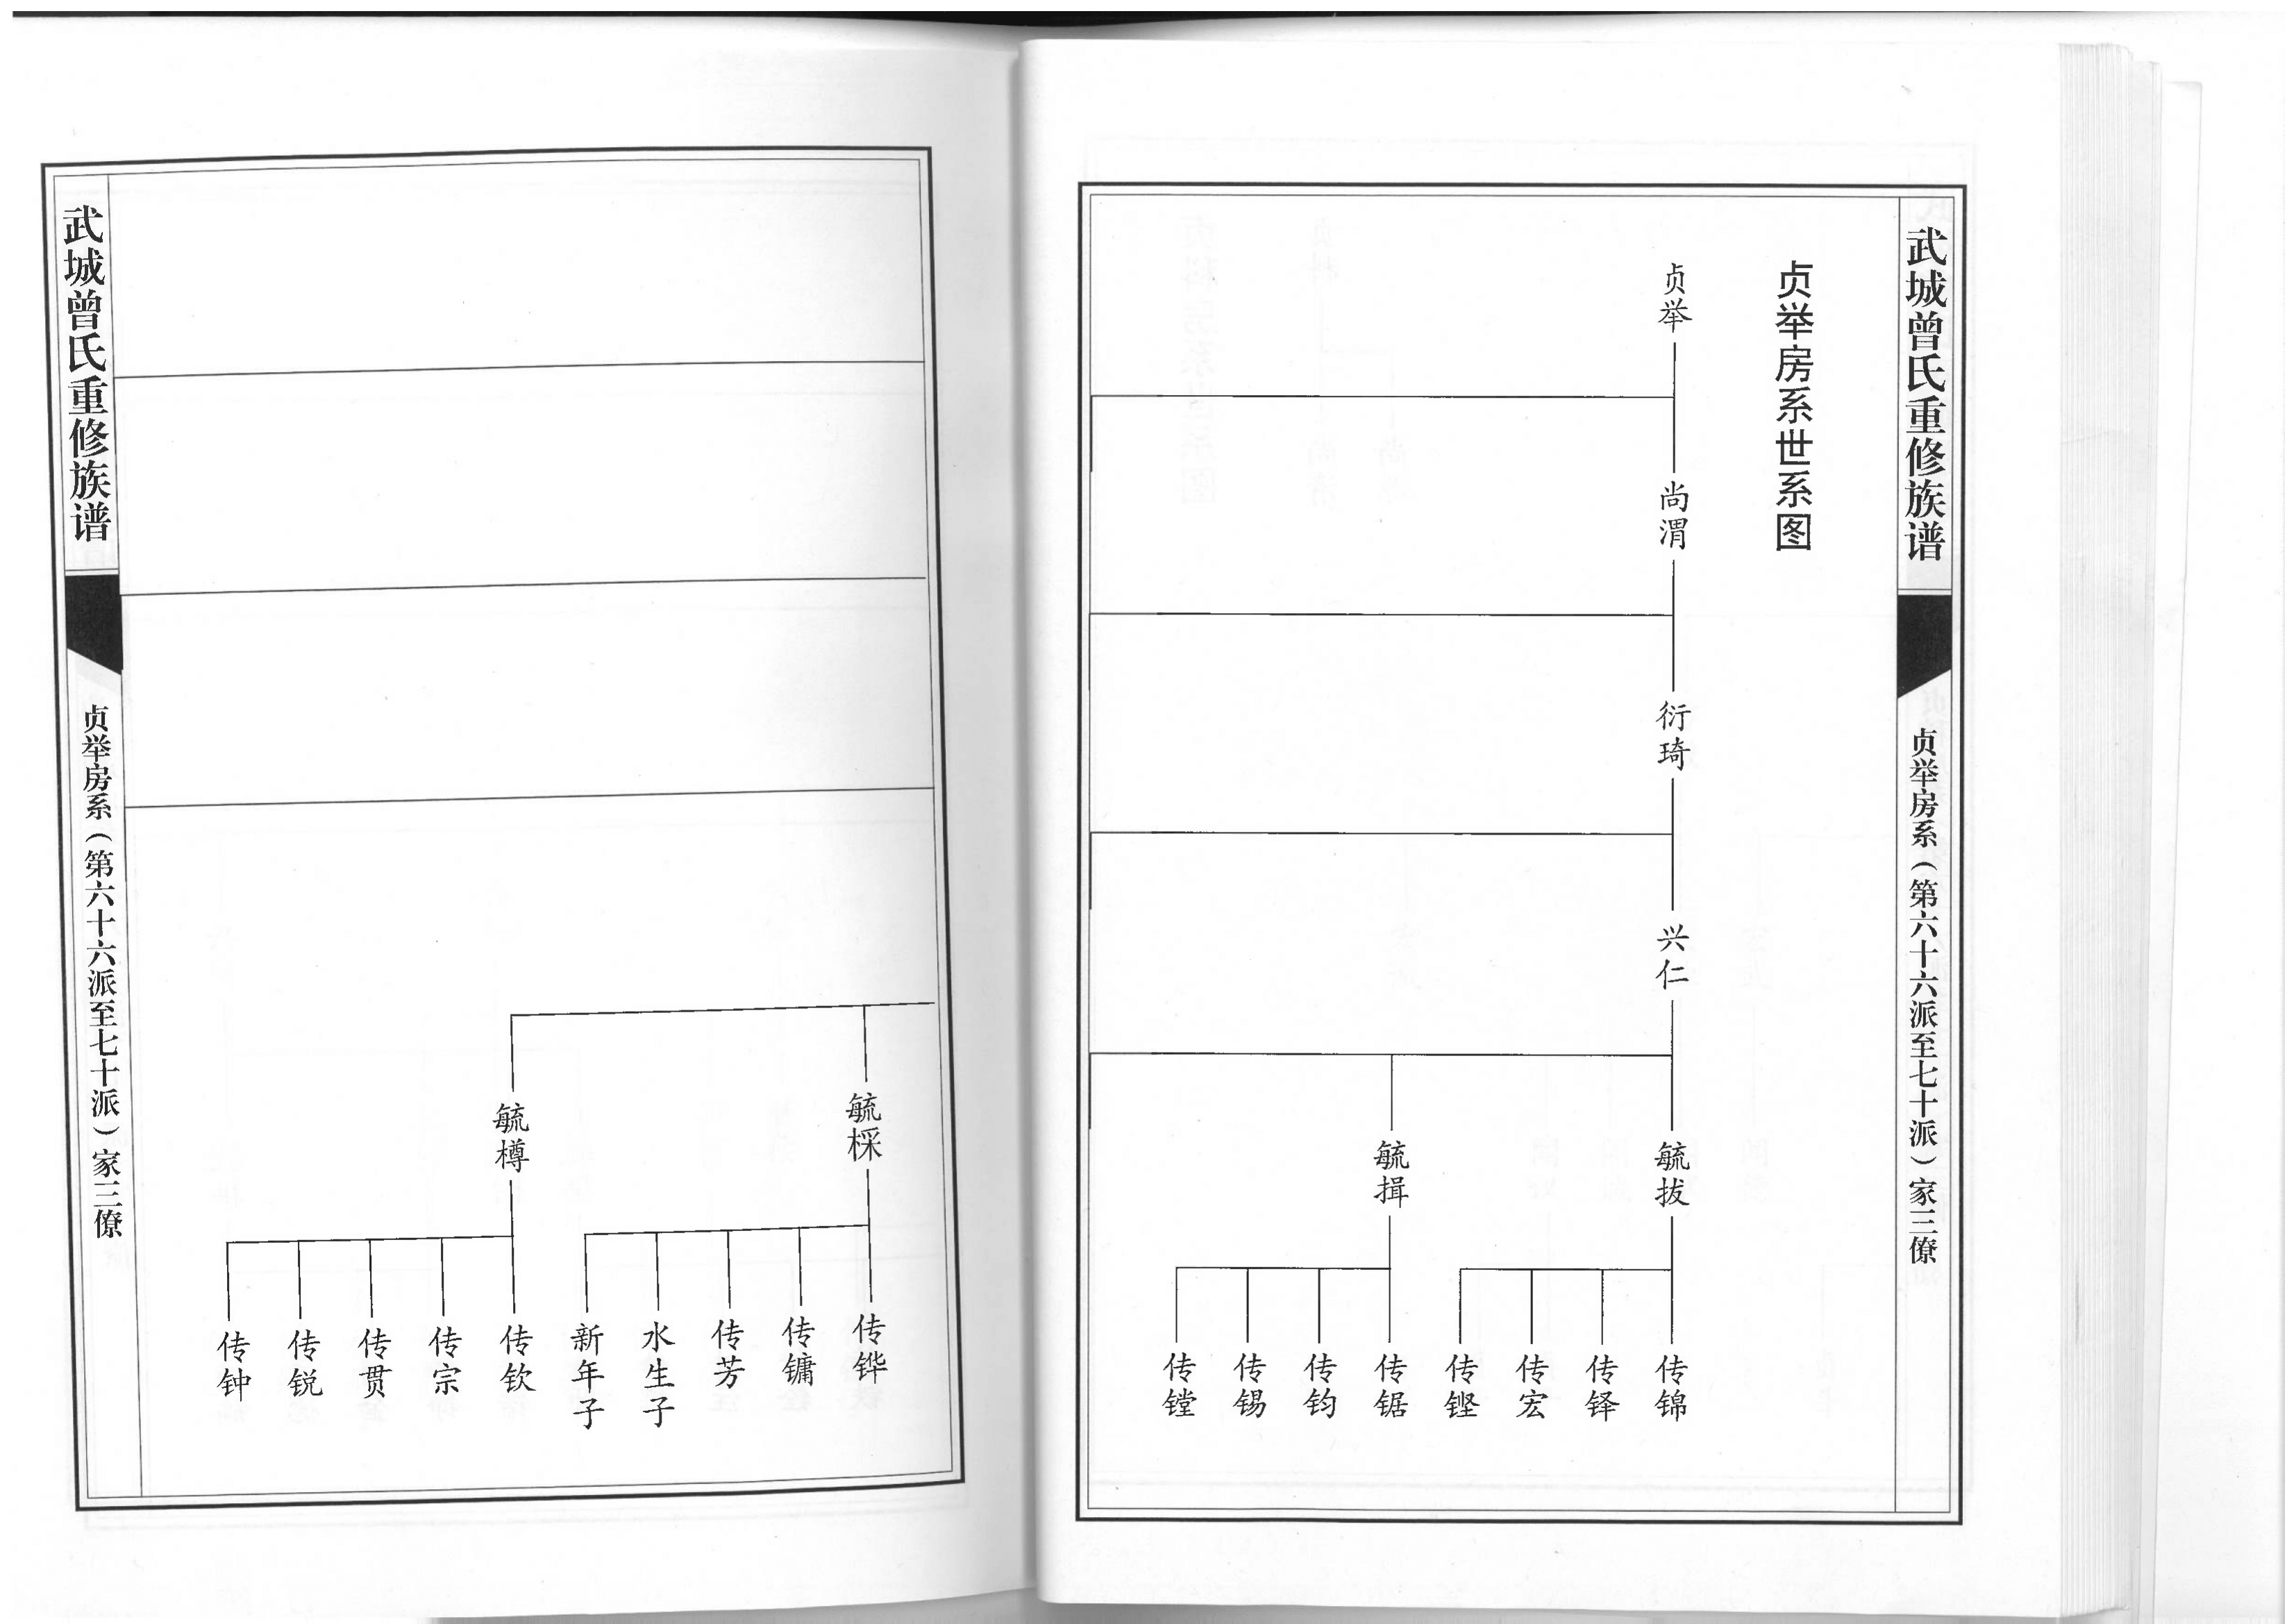 武城曾氏重修族谱
贞举房系（第六十六派至七十派）家三僚
贞举房系世系图
贞举
尚渭
衍琦
兴仁
毓拔
毓揖
传锦
传铎
传宏
传铿
传锯
传钧
传锡
传镗
毓棌
毓樽
传铧
传镛
传芳
水生子
新年子
传钦
传宗
传贯
传锐
传钟
武城曾氏重修族谱
贞举房系（第六十六派至七十派）家三僚